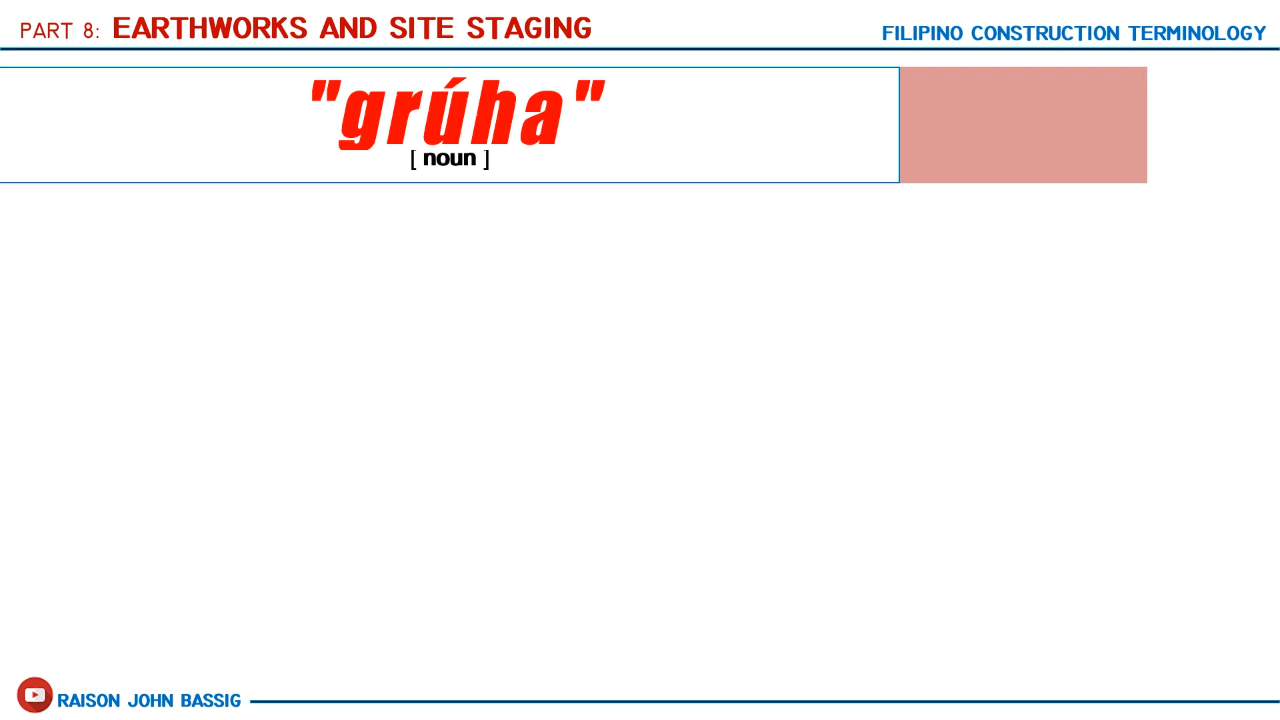 PART 8: EARTHWORKS AND SITE STAGING
FILIPINO CONSTRUCTION TERMINOLOGY
"grúha"
[ noun ]
RAISON JOHN BASSIG